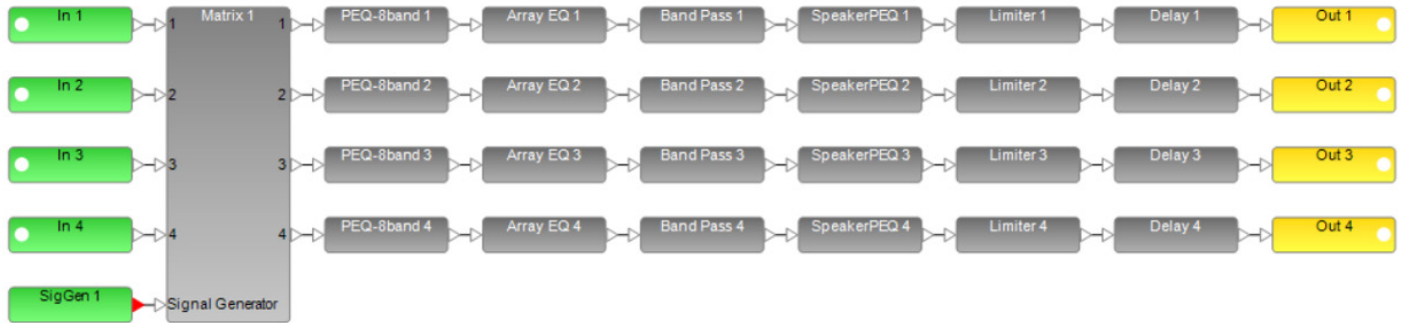 In 1 Matrix 1 PEQ-8band 1 Array EQ 1 Band Pass 1 SpeakerPEQ 1 Limiter 1 Delay 1 Out 1
1 1
In 2 PEQ-8band 2 Array EQ 2 Band Pass 2 SpeakerPEQ 2 Limiter 2 Delay 2 Out 2
2 2
In 3 PEQ-8band 3 Array EQ 3 Band Pass 3 SpeakerPEQ 3 Limiter 3 Delay 3 Out 3
3 3
In 4 PEQ-8band 4 Array EQ 4 Band Pass 4 SpeakerPEQ 4 Limiter 4 Delay 4 Out 4
4 4
SigGen 1
Signal Generator